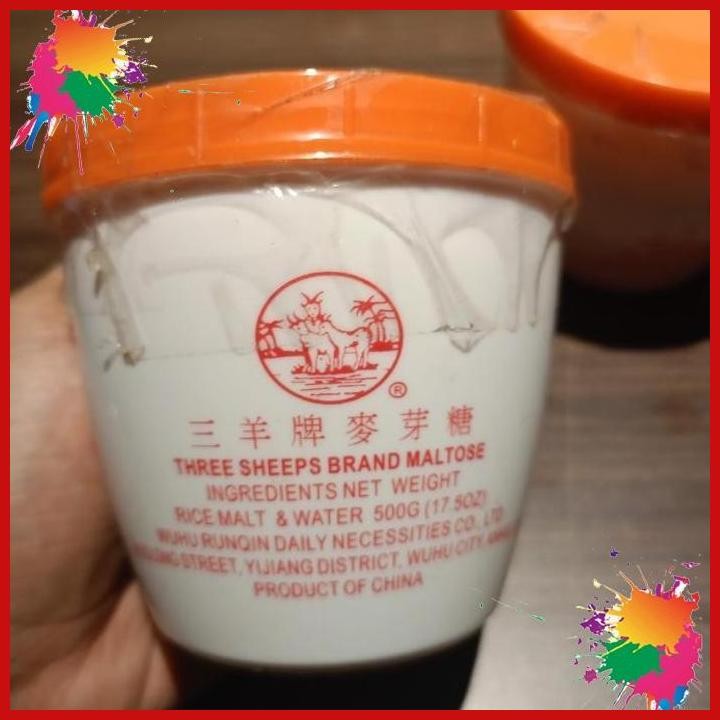 ®
三羊牌麥芽糖
THREE SHEEPS BRAND MALTOSE
INGREDIENTS NET WEIGHT
RICE MALT & WATER 500G (17.5OZ)
WUHU RUNQIN DAILY NECESSITIES CO., LTD
STREET, YIJIANG DISTRICT, WUHU CITY,
PRODUCT OF CHINA